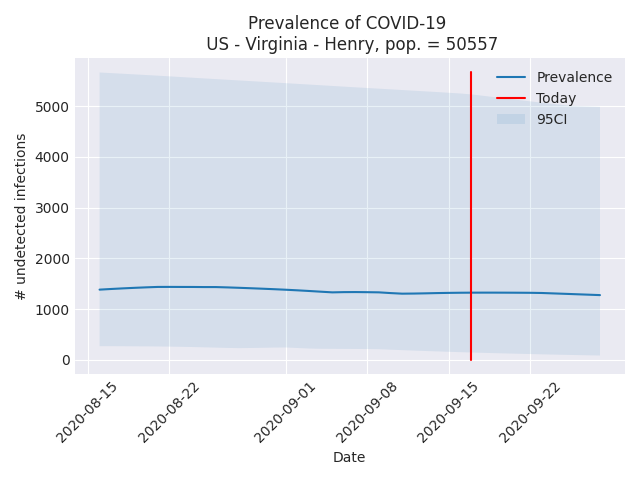 Prevalence of COVID-19
US - Virginia - Henry, pop. = 50557
Prevalence
Today
95CI
# undetected infections
5000
4000
3000
2000
1000
0
2020-08-15
2020-08-22
2020-09-01
2020-09-08
2020-09-15
2020-09-22
Date